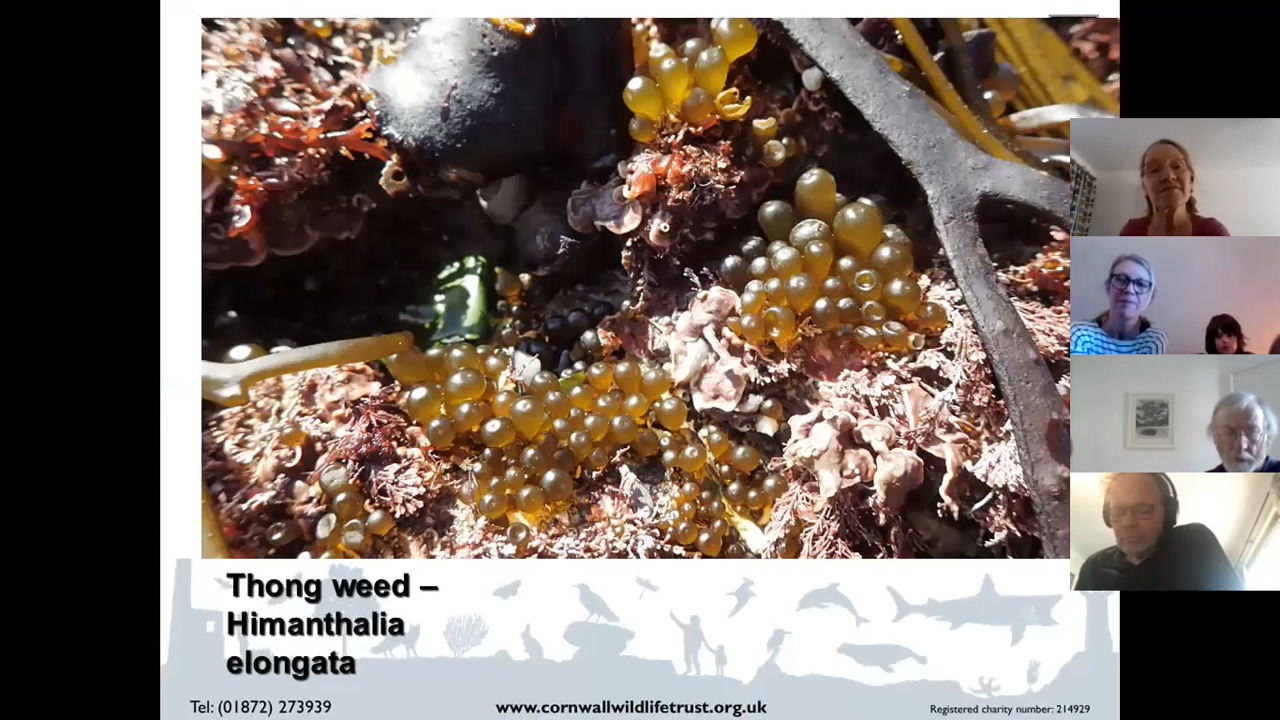 Thong weed –
Himanthalia
elongata
Tel: (01872) 273939
www.cornwallwildlifetrust.org.uk
Registered charity number: 214929